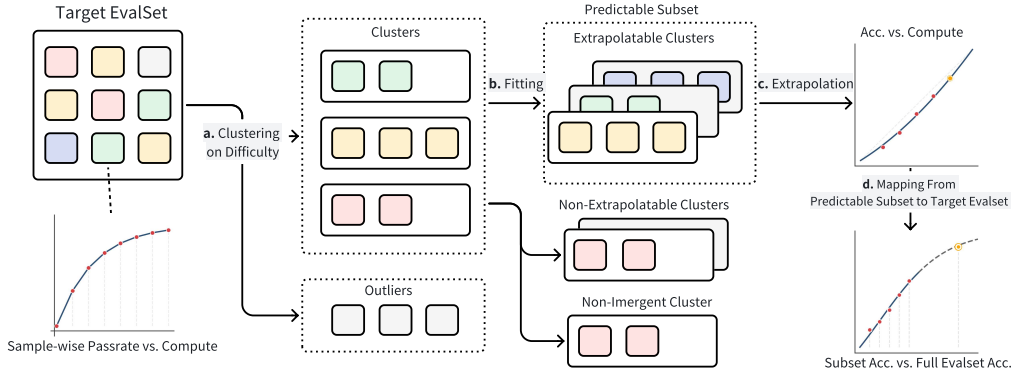 Target EvalSet
Sample-wise Passrate vs. Compute
a. Clustering
on Difficulty
Clusters
Outliers
b. Fitting
Predictable Subset
Extrapolatable Clusters
Non-Extrapolatable Clusters
Non-Imergent Cluster
c. Extrapolation
Acc. vs. Compute
d. Mapping From
Predictable Subset to Target Evalset
Subset Acc. vs. Full Evalset Acc.